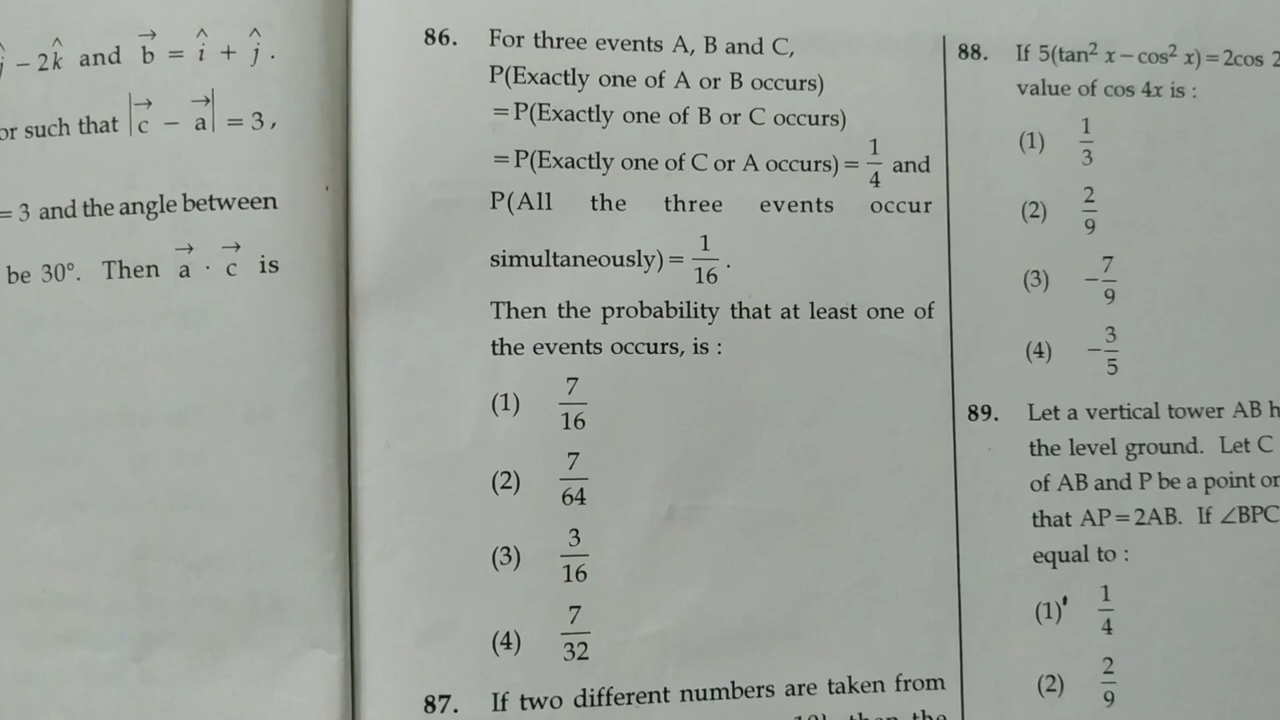 ĵ − 2k̂ and b⃗ = î + ĵ .
or such that |c⃗ − a⃗| = 3,
= 3 and the angle between
be 30°. Then a⃗ · c⃗ is
86. For three events A, B and C,
P(Exactly one of A or B occurs)
=P(Exactly one of B or C occurs)
=P(Exactly one of C or A occurs) = 1/4 and
P(All the three events occur
simultaneously) = 1/16 .
Then the probability that at least one of
the events occurs, is :
(1) 7/16
(2) 7/64
(3) 3/16
(4) 7/32
87. If two different numbers are taken from
88. If 5(tan² x − cos² x) = 2cos 2
value of cos 4x is :
(1) 1/3
(2) 2/9
(3) −7/9
(4) −3/5
89. Let a vertical tower AB h
the level ground. Let C
of AB and P be a point on
that AP=2AB. If ∠BPC
equal to :
(1) 1/4
(2) 2/9